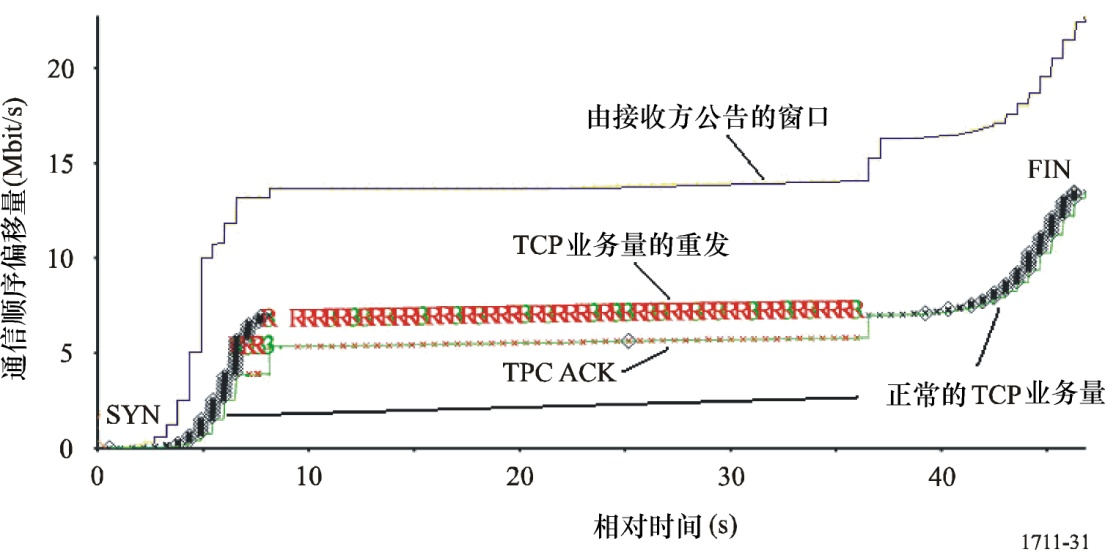 通信顺序偏移量(Mbit/s)
20
15
10
5
0
由接收方公告的窗口
FIN
TCP业务量的重发
TPC ACK
正常的TCP业务量
SYN
0
10
20
30
40
相对时间 (s)
1711-31